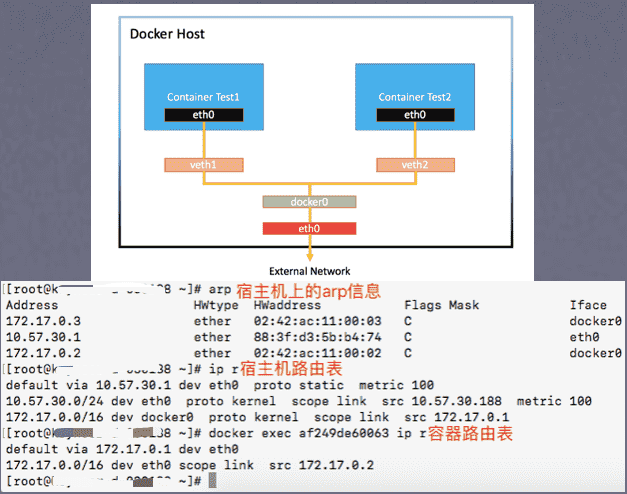 Docker Host
Container Test1
Container Test2
eth0
eth0
veth1
veth2
docker0
eth0
External Network
[root@k ~]# arp 宿主机上的arp信息
Address HWtype HWaddress Flags Mask Iface
172.17.0.3 ether 02:42:ac:11:00:03 C docker0
10.57.30.1 ether 88:3f:d3:5b:b4:74 C eth0
172.17.0.2 ether 02:42:ac:11:00:02 C docker0
[root@k ~]# ip r宿主机路由表
default via 10.57.30.1 dev eth0 proto static metric 100
10.57.30.0/24 dev eth0 proto kernel scope link src 10.57.30.188 metric 100
172.17.0.0/16 dev docker0 proto kernel scope link src 172.17.0.1
[root@k ~]# docker exec af249de60063 ip r容器路由表
default via 172.17.0.1 dev eth0
172.17.0.0/16 dev eth0 scope link src 172.17.0.2
[root@k ~]#